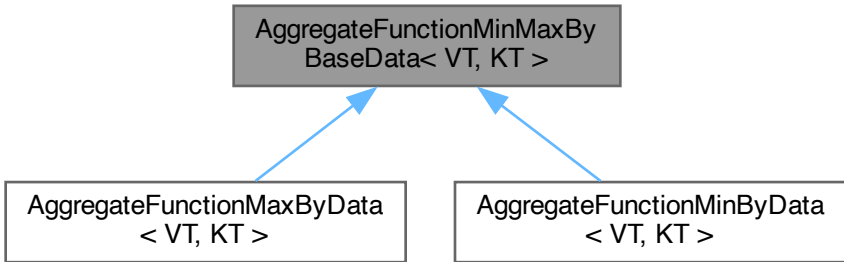 AggregateFunctionMinMaxBy
BaseData< VT, KT >
AggregateFunctionMaxByData
< VT, KT >
AggregateFunctionMinByData
< VT, KT >